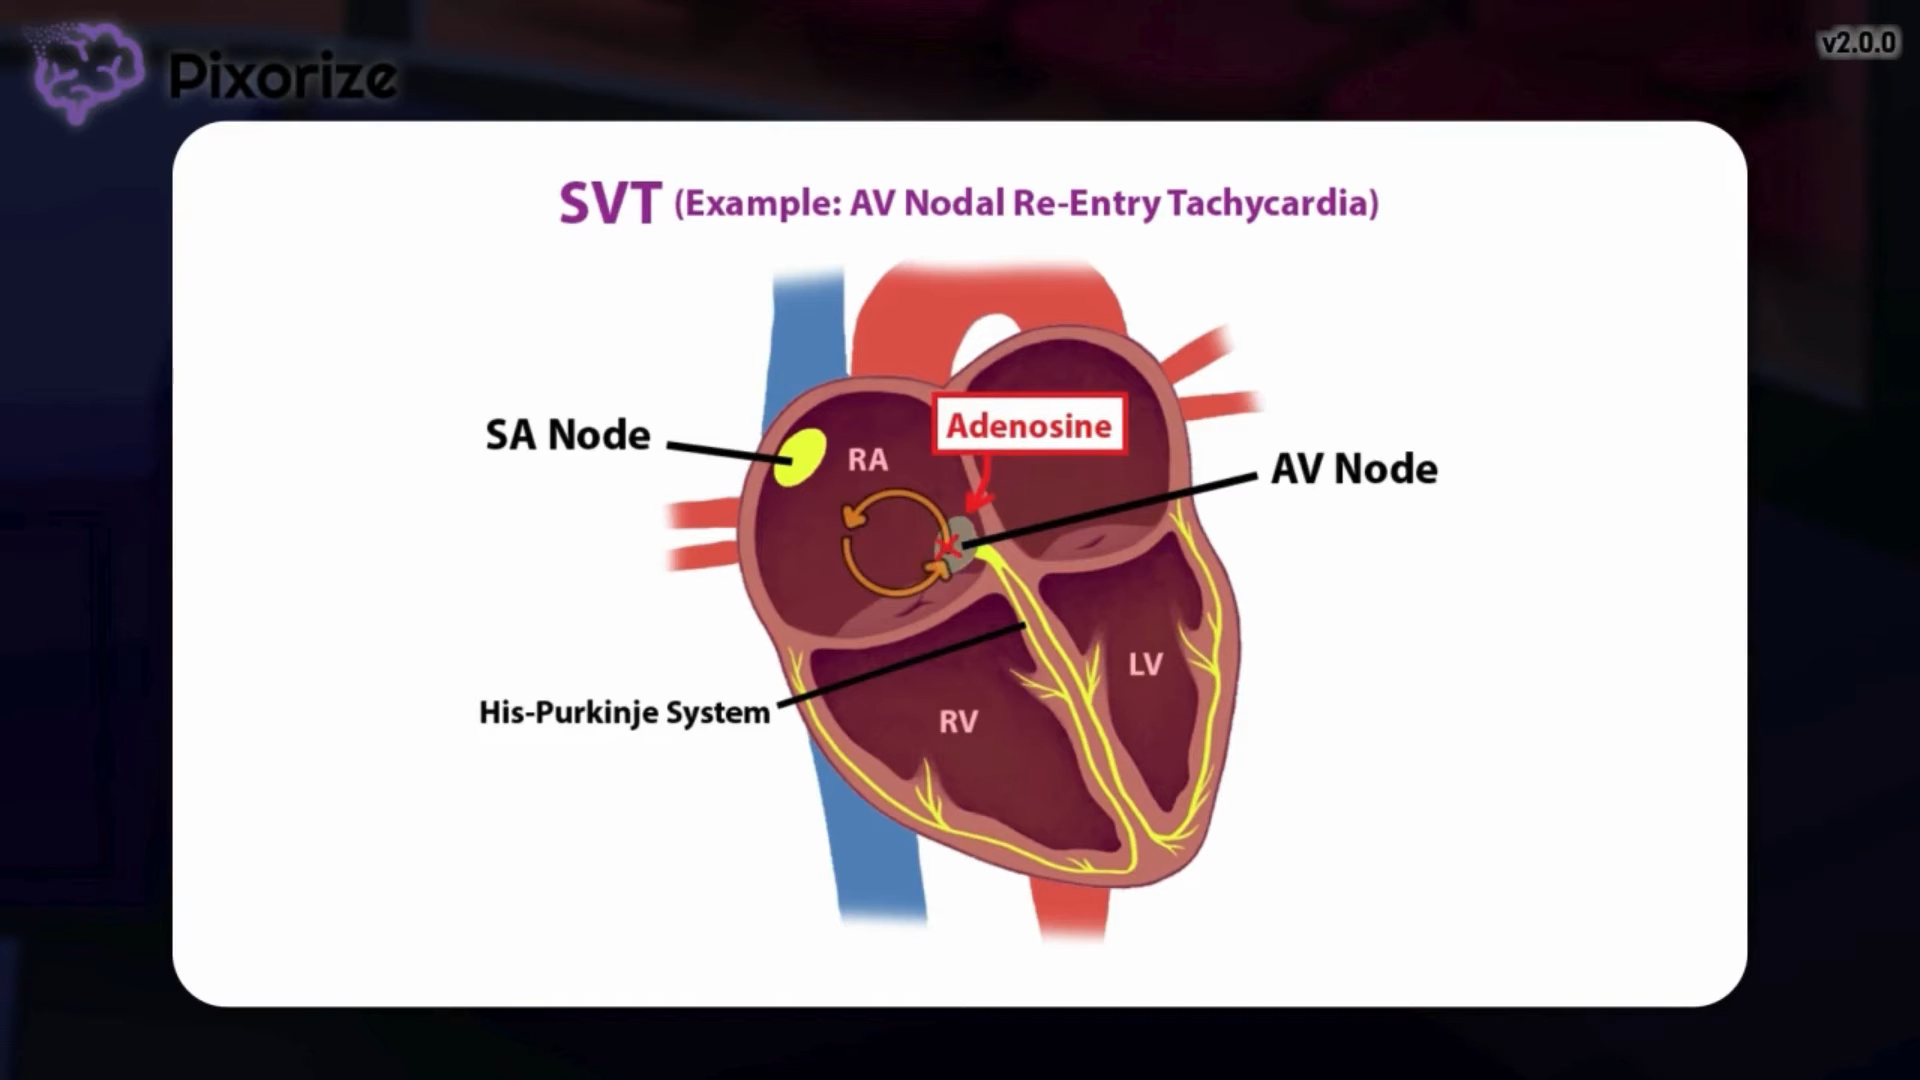 Pixorize
v2.0.0
SVT (Example: AV Nodal Re-Entry Tachycardia)
Adenosine
SA Node
RA
AV Node
LV
His-Purkinje System
RV